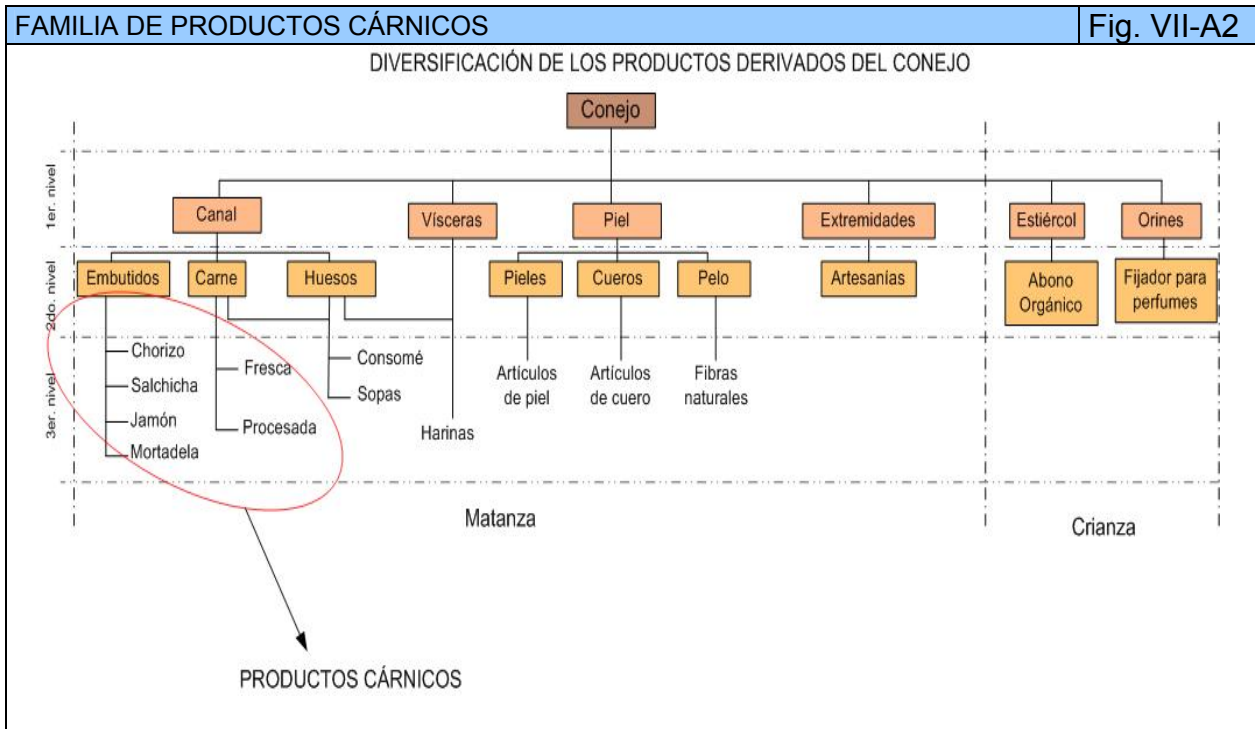 FAMILIA DE PRODUCTOS CÁRNICOS
Fig. VII-A2
DIVERSIFICACIÓN DE LOS PRODUCTOS DERIVADOS DEL CONEJO
Conejo
1er. nivel
Canal
Vísceras
Piel
Extremidades
Estiércol
Orines
2do. nivel
Embutidos
Carne
Huesos
Pieles
Cueros
Pelo
Artesanías
Abono
Orgánico
Fijador para
perfumes
3er. nivel
Chorizo
Salchicha
Jamón
Mortadela
Fresca
Procesada
Consomé
Sopas
Harinas
Artículos
de piel
Artículos
de cuero
Fibras
naturales
Matanza
Crianza
PRODUCTOS CÁRNICOS